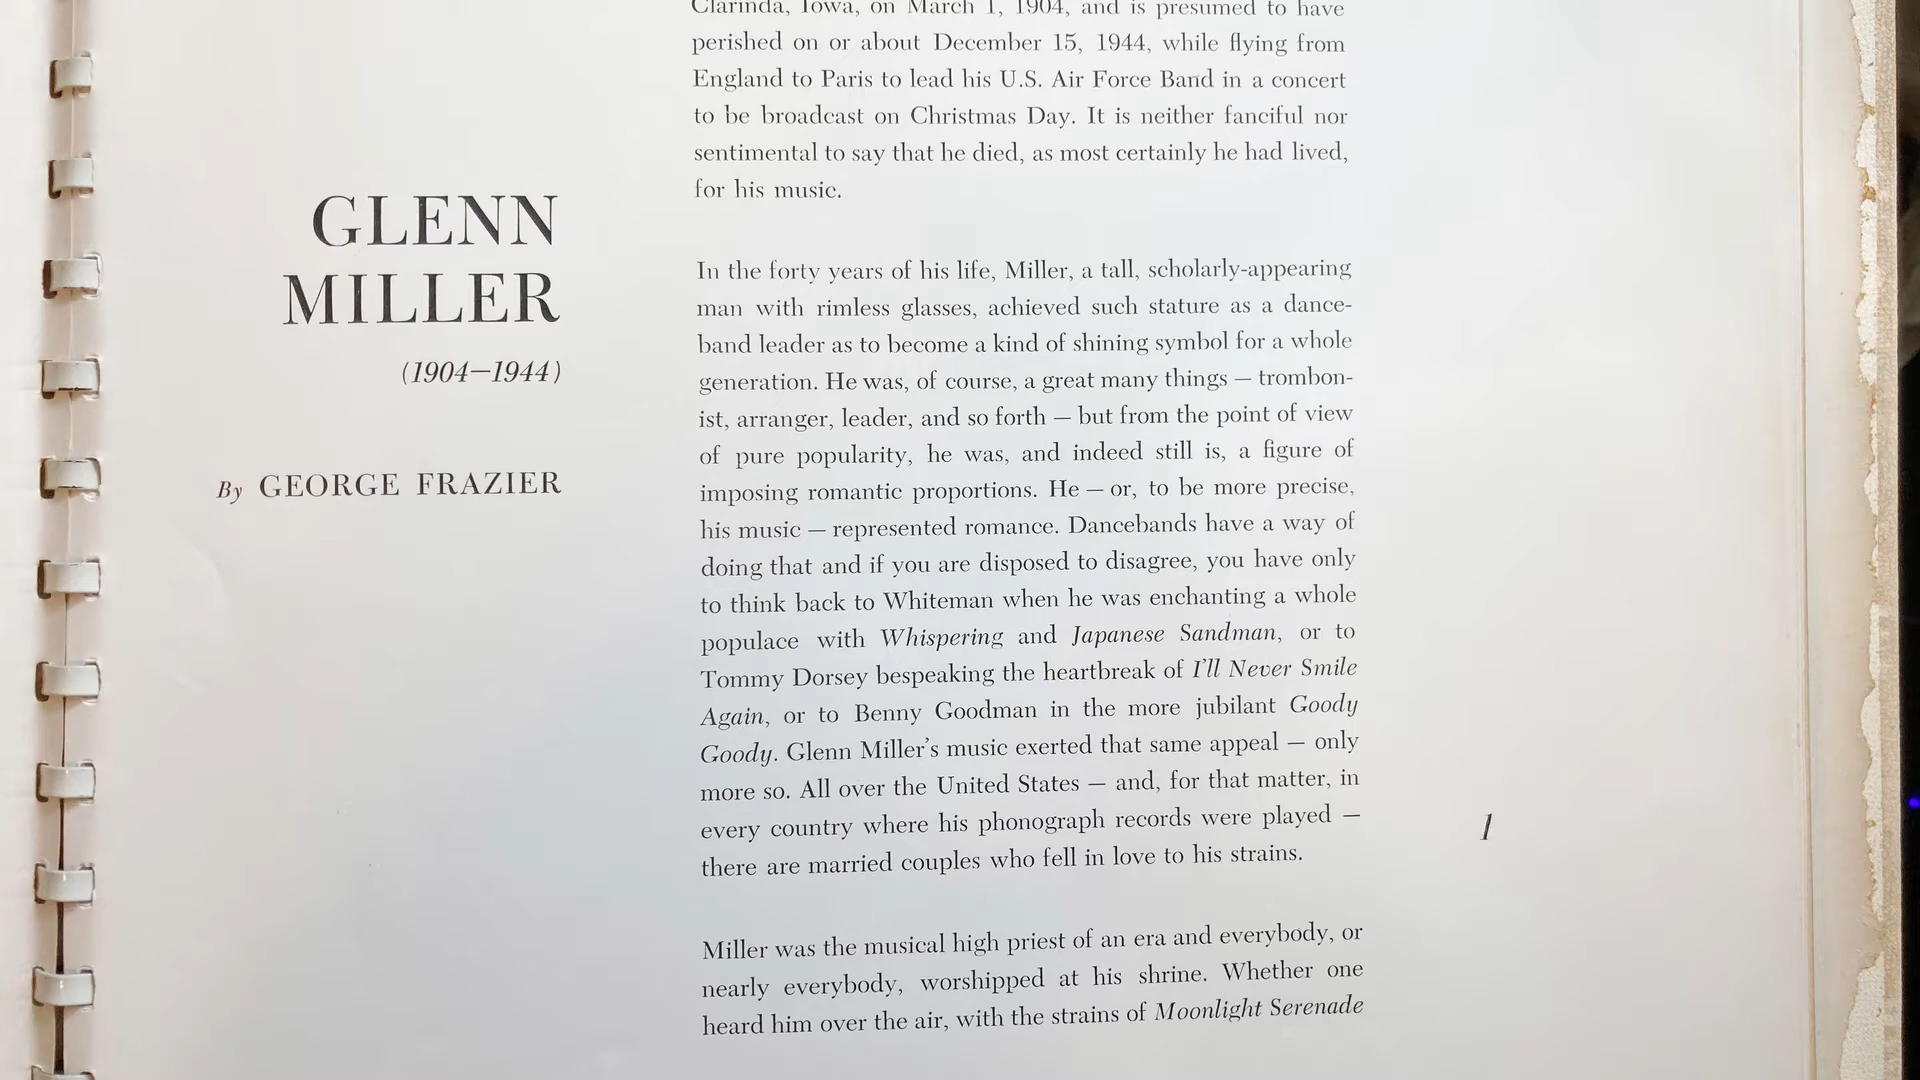 GLENN
MILLER
(1904–1944)
By GEORGE FRAZIER
Clarinda, Iowa, on March 1, 1904, and is presumed to have
perished on or about December 15, 1944, while flying from
England to Paris to lead his U.S. Air Force Band in a concert
to be broadcast on Christmas Day. It is neither fanciful nor
sentimental to say that he died, as most certainly he had lived,
for his music.
In the forty years of his life, Miller, a tall, scholarly-appearing
man with rimless glasses, achieved such stature as a dance-
band leader as to become a kind of shining symbol for a whole
generation. He was, of course, a great many things — trombon-
ist, arranger, leader, and so forth — but from the point of view
of pure popularity, he was, and indeed still is, a figure of
imposing romantic proportions. He — or, to be more precise,
his music — represented romance. Dancebands have a way of
doing that and if you are disposed to disagree, you have only
to think back to Whiteman when he was enchanting a whole
populace with Whispering and Japanese Sandman, or to
Tommy Dorsey bespeaking the heartbreak of I'll Never Smile
Again, or to Benny Goodman in the more jubilant Goody
Goody. Glenn Miller's music exerted that same appeal — only
more so. All over the United States — and, for that matter, in
every country where his phonograph records were played —
there are married couples who fell in love to his strains.
Miller was the musical high priest of an era and everybody, or
nearly everybody, worshipped at his shrine. Whether one
heard him over the air, with the strains of Moonlight Serenade
1